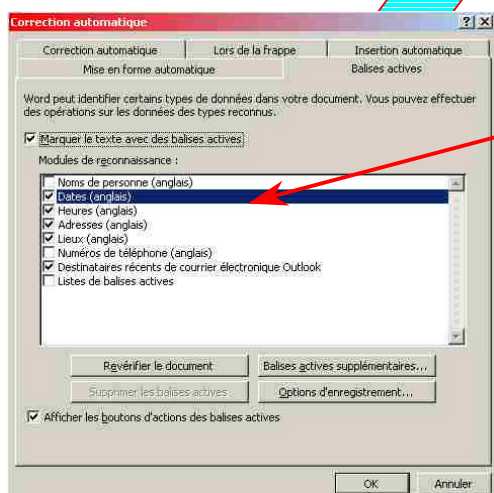 Correction automatique
Correction automatique Lors de la frappe Insertion automatique
Mise en forme automatique Balises actives
Word peut identifier certains types de données dans votre document. Vous pouvez effectuer
des opérations sur les données des types reconnus.
Marquer le texte avec des balises actives
Modules de reconnaissance :
Noms de personne (anglais)
Dates (anglais)
Heures (anglais)
Adresses (anglais)
Lieux (anglais)
Numéros de téléphone (anglais)
Destinataires récents de courrier électronique Outlook
Listes de balises actives
Revérifier le document Balises actives supplémentaires...
Supprimer les balises actives Options d'enregistrement...
Afficher les boutons d'actions des balises actives
OK Annuler